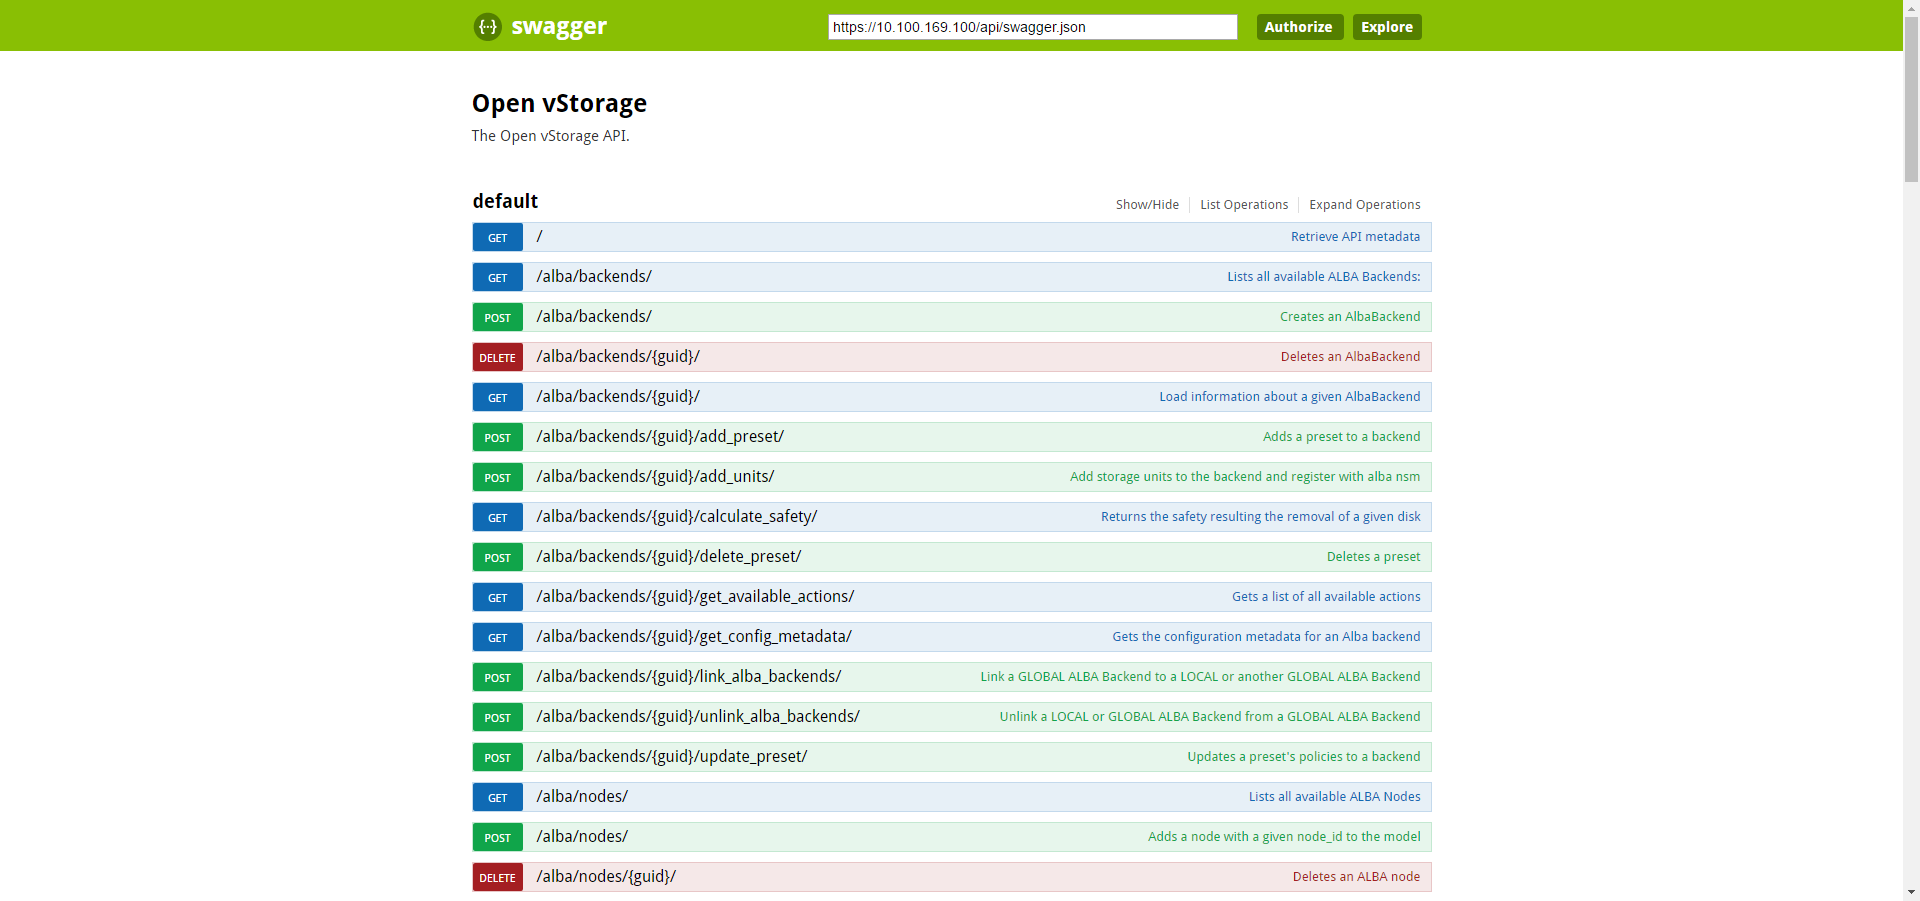 {...} swagger https://10.100.169.100/api/swagger.json Authorize Explore
Open vStorage
The Open vStorage API.
default Show/Hide List Operations Expand Operations
GET / Retrieve API metadata
GET /alba/backends/ Lists all available ALBA Backends:
POST /alba/backends/ Creates an AlbaBackend
DELETE /alba/backends/{guid}/ Deletes an AlbaBackend
GET /alba/backends/{guid}/ Load information about a given AlbaBackend
POST /alba/backends/{guid}/add_preset/ Adds a preset to a backend
POST /alba/backends/{guid}/add_units/ Add storage units to the backend and register with alba nsm
GET /alba/backends/{guid}/calculate_safety/ Returns the safety resulting the removal of a given disk
POST /alba/backends/{guid}/delete_preset/ Deletes a preset
GET /alba/backends/{guid}/get_available_actions/ Gets a list of all available actions
GET /alba/backends/{guid}/get_config_metadata/ Gets the configuration metadata for an Alba backend
POST /alba/backends/{guid}/link_alba_backends/ Link a GLOBAL ALBA Backend to a LOCAL or another GLOBAL ALBA Backend
POST /alba/backends/{guid}/unlink_alba_backends/ Unlink a LOCAL or GLOBAL ALBA Backend from a GLOBAL ALBA Backend
POST /alba/backends/{guid}/update_preset/ Updates a preset's policies to a backend
GET /alba/nodes/ Lists all available ALBA Nodes
POST /alba/nodes/ Adds a node with a given node_id to the model
DELETE /alba/nodes/{guid}/ Deletes an ALBA node